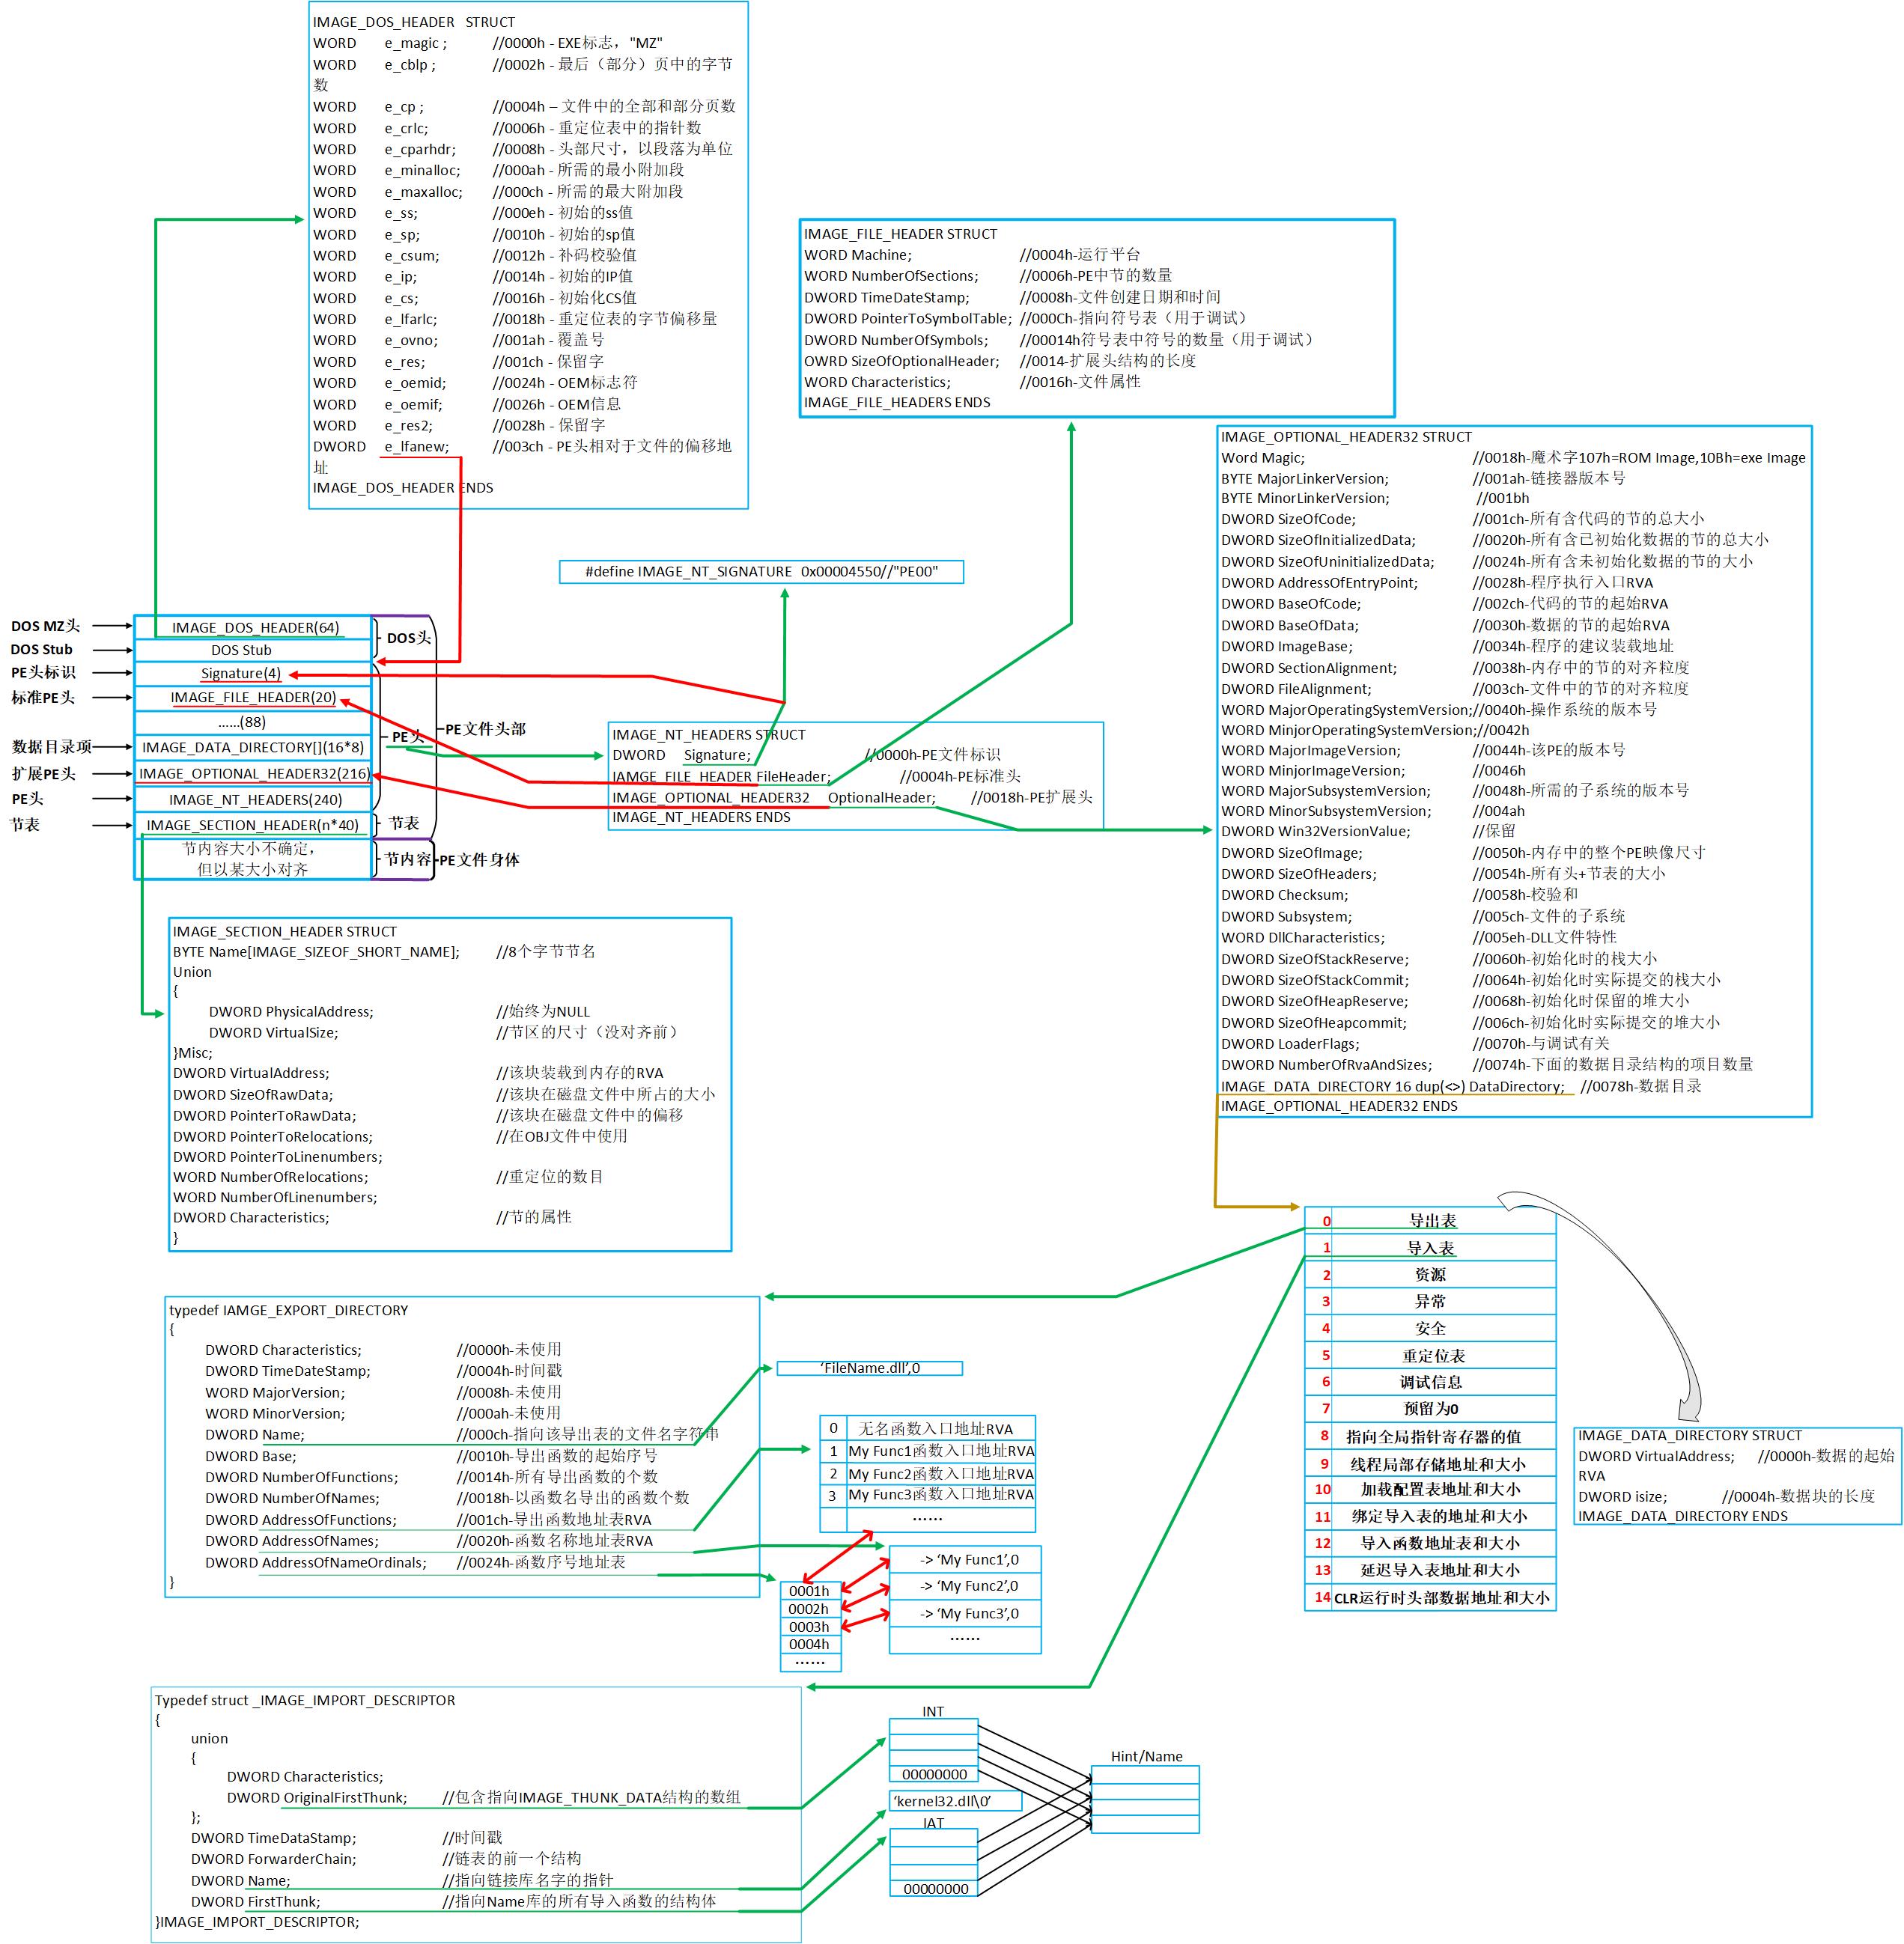 IMAGE_DOS_HEADER   STRUCT
WORD e_magic ; //0000h - EXE标志，"MZ"
WORD e_cblp ; //0002h - 最后（部分）页中的字节
数
WORD e_cp ; //0004h – 文件中的全部和部分页数
WORD e_crlc; //0006h - 重定位表中的指针数
WORD e_cparhdr; //0008h - 头部尺寸，以段落为单位
WORD e_minalloc; //000ah - 所需的最小附加段
WORD e_maxalloc; //000ch - 所需的最大附加段
WORD e_ss; //000eh - 初始的ss值
WORD e_sp; //0010h - 初始的sp值
WORD e_csum; //0012h - 补码校验值
WORD e_ip; //0014h - 初始的IP值
WORD e_cs; //0016h - 初始化CS值
WORD e_lfarlc; //0018h - 重定位表的字节偏移量
WORD e_ovno; //001ah - 覆盖号
WORD e_res; //001ch - 保留字
WORD e_oemid; //0024h - OEM标志符
WORD e_oemif; //0026h - OEM信息
WORD e_res2; //0028h - 保留字
DWORD e_lfanew; //003ch - PE头相对于文件的偏移地
址
IMAGE_DOS_HEADER ENDS
IMAGE_FILE_HEADER STRUCT
WORD Machine; //0004h-运行平台
WORD NumberOfSections; //0006h-PE中节的数量
DWORD TimeDateStamp; //0008h-文件创建日期和时间
DWORD PointerToSymbolTable; //000Ch-指向符号表（用于调试）
DWORD NumberOfSymbols; //00014h符号表中符号的数量（用于调试）
OWRD SizeOfOptionalHeader; //0014-扩展头结构的长度
WORD Characteristics; //0016h-文件属性
IMAGE_FILE_HEADERS ENDS
IMAGE_OPTIONAL_HEADER32 STRUCT
Word Magic; //0018h-魔术字107h=ROM Image,10Bh=exe Image
BYTE MajorLinkerVersion; //001ah-链接器版本号
BYTE MinorLinkerVersion; //001bh
DWORD SizeOfCode; //001ch-所有含代码的节的总大小
DWORD SizeOfInitializedData; //0020h-所有含已初始化数据的节的总大小
DWORD SizeOfUninitializedData; //0024h-所有含未初始化数据的节的大小
DWORD AddressOfEntryPoint; //0028h-程序执行入口RVA
DWORD BaseOfCode; //002ch-代码的节的起始RVA
DWORD BaseOfData; //0030h-数据的节的起始RVA
DWORD ImageBase; //0034h-程序的建议装载地址
DWORD SectionAlignment; //0038h-内存中的节的对齐粒度
DWORD FileAlignment; //003ch-文件中的节的对齐粒度
WORD MajorOperatingSystemVersion;//0040h-操作系统的版本号
WORD MinjorOperatingSystemVersion;//0042h
WORD MajorImageVersion; //0044h-该PE的版本号
WORD MinjorImageVersion; //0046h
WORD MajorSubsystemVersion; //0048h-所需的子系统的版本号
WORD MinorSubsystemVersion; //004ah
DWORD Win32VersionValue; //保留
DWORD SizeOfImage; //0050h-内存中的整个PE映像尺寸
DWORD SizeOfHeaders; //0054h-所有头+节表的大小
DWORD Checksum; //0058h-校验和
DWORD Subsystem; //005ch-文件的子系统
WORD DllCharacteristics; //005eh-DLL文件特性
DWORD SizeOfStackReserve; //0060h-初始化时的栈大小
DWORD SizeOfStackCommit; //0064h-初始化时实际提交的栈大小
DWORD SizeOfHeapReserve; //0068h-初始化时保留的堆大小
DWORD SizeOfHeapcommit; //006ch-初始化时实际提交的堆大小
DWORD LoaderFlags; //0070h-与调试有关
DWORD NumberOfRvaAndSizes; //0074h-下面的数据目录结构的项目数量
IMAGE_DATA_DIRECTORY 16 dup(<>) DataDirectory; //0078h-数据目录
IMAGE_OPTIONAL_HEADER32 ENDS
#define IMAGE_NT_SIGNATURE 0x00004550//"PE00"
DOS MZ头
DOS Stub
PE头标识
标准PE头
数据目录项
扩展PE头
PE头
节表
IMAGE_DOS_HEADER(64)
DOS Stub
Signature(4)
IMAGE_FILE_HEADER(20)
......(88)
IMAGE_DATA_DIRECTORY[](16*8)
IMAGE_OPTIONAL_HEADER32(216)
IMAGE_NT_HEADERS(240)
IMAGE_SECTION_HEADER(n*40)
节内容大小不确定，
但以某大小对齐
DOS头
PE头
节表
节内容
PE文件头部
PE文件身体
IMAGE_NT_HEADERS STRUCT
DWORD Signature; //0000h-PE文件标识
IAMGE_FILE_HEADER FileHeader; //0004h-PE标准头
IMAGE_OPTIONAL_HEADER32 OptionalHeader; //0018h-PE扩展头
IMAGE_NT_HEADERS ENDS
IMAGE_SECTION_HEADER STRUCT
BYTE Name[IMAGE_SIZEOF_SHORT_NAME]; //8个字节节名
Union
{
DWORD PhysicalAddress; //始终为NULL
DWORD VirtualSize; //节区的尺寸（没对齐前）
}Misc;
DWORD VirtualAddress; //该块装载到内存的RVA
DWORD SizeOfRawData; //该块在磁盘文件中所占的大小
DWORD PointerToRawData; //该块在磁盘文件中的偏移
DWORD PointerToRelocations; //在OBJ文件中使用
DWORD PointerToLinenumbers;
WORD NumberOfRelocations; //重定位的数目
WORD NumberOfLinenumbers;
DWORD Characteristics; //节的属性
}
0 导出表
1 导入表
2 资源
3 异常
4 安全
5 重定位表
6 调试信息
7 预留为0
8 指向全局指针寄存器的值
9 线程局部存储地址和大小
10 加载配置表地址和大小
11 绑定导入表的地址和大小
12 导入函数地址表和大小
13 延迟导入表地址和大小
14 CLR运行时头部数据地址和大小
IMAGE_DATA_DIRECTORY STRUCT
DWORD VirtualAddress; //0000h-数据的起始
RVA
DWORD isize; //0004h-数据块的长度
IMAGE_DATA_DIRECTORY ENDS
typedef IAMGE_EXPORT_DIRECTORY
{
DWORD Characteristics; //0000h-未使用
DWORD TimeDateStamp; //0004h-时间戳
WORD MajorVersion; //0008h-未使用
WORD MinorVersion; //000ah-未使用
DWORD Name; //000ch-指向该导出表的文件名字符串
DWORD Base; //0010h-导出函数的起始序号
DWORD NumberOfFunctions; //0014h-所有导出函数的个数
DWORD NumberOfNames; //0018h-以函数名导出的函数个数
DWORD AddressOfFunctions; //001ch-导出函数地址表RVA
DWORD AddressOfNames; //0020h-函数名称地址表RVA
DWORD AddressOfNameOrdinals; //0024h-函数序号地址表
}
‘FileName.dll’,0
0 无名函数入口地址RVA
1 My Func1函数入口地址RVA
2 My Func2函数入口地址RVA
3 My Func3函数入口地址RVA
……
-> ‘My Func1’,0
-> ‘My Func2’,0
-> ‘My Func3’,0
……
0001h
0002h
0003h
0004h
……
Typedef struct _IMAGE_IMPORT_DESCRIPTOR
{
union
{
DWORD Characteristics;
DWORD OriginalFirstThunk; //包含指向IMAGE_THUNK_DATA结构的数组
};
DWORD TimeDataStamp; //时间戳
DWORD ForwarderChain; //链表的前一个结构
DWORD Name; //指向链接库名字的指针
DWORD FirstThunk; //指向Name库的所有导入函数的结构体
}IMAGE_IMPORT_DESCRIPTOR;
INT
00000000
‘kernel32.dll\0’
IAT
00000000
Hint/Name